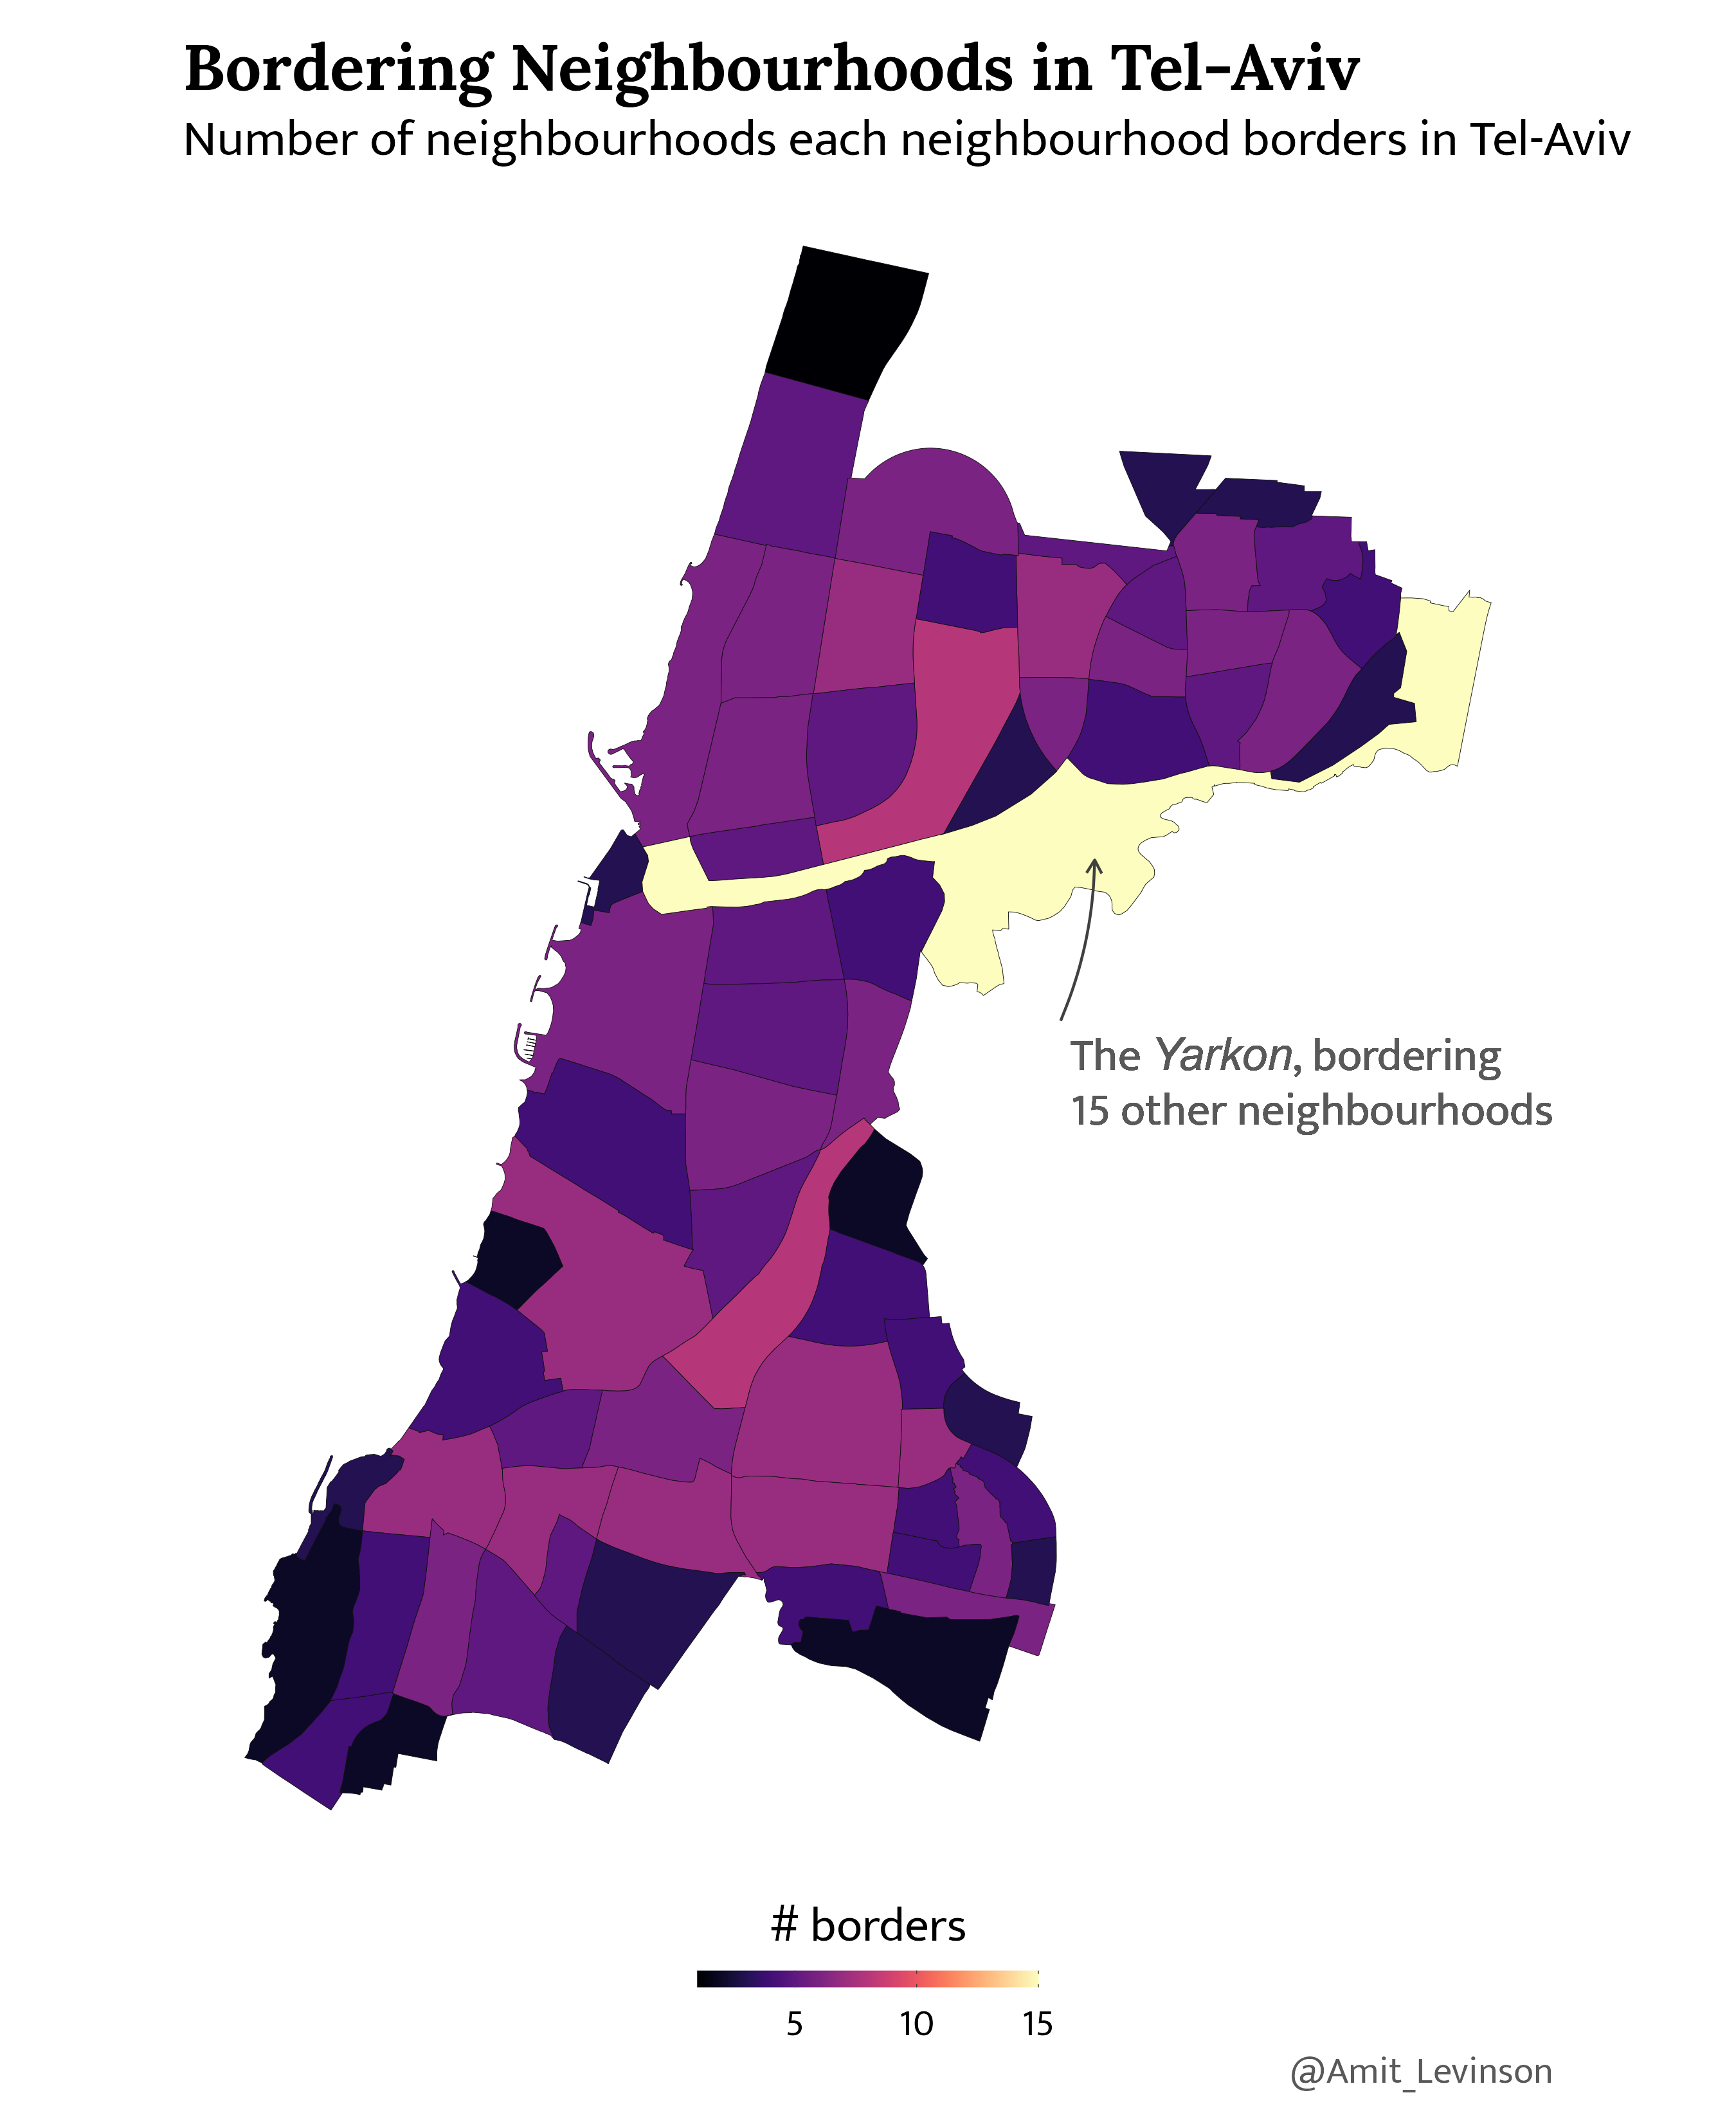 Bordering Neighbourhoods in Tel-Aviv
Number of neighbourhoods each neighbourhood borders in Tel-Aviv
The Yarkon, bordering
15 other neighbourhoods
# borders
5 10 15
@Amit_Levinson